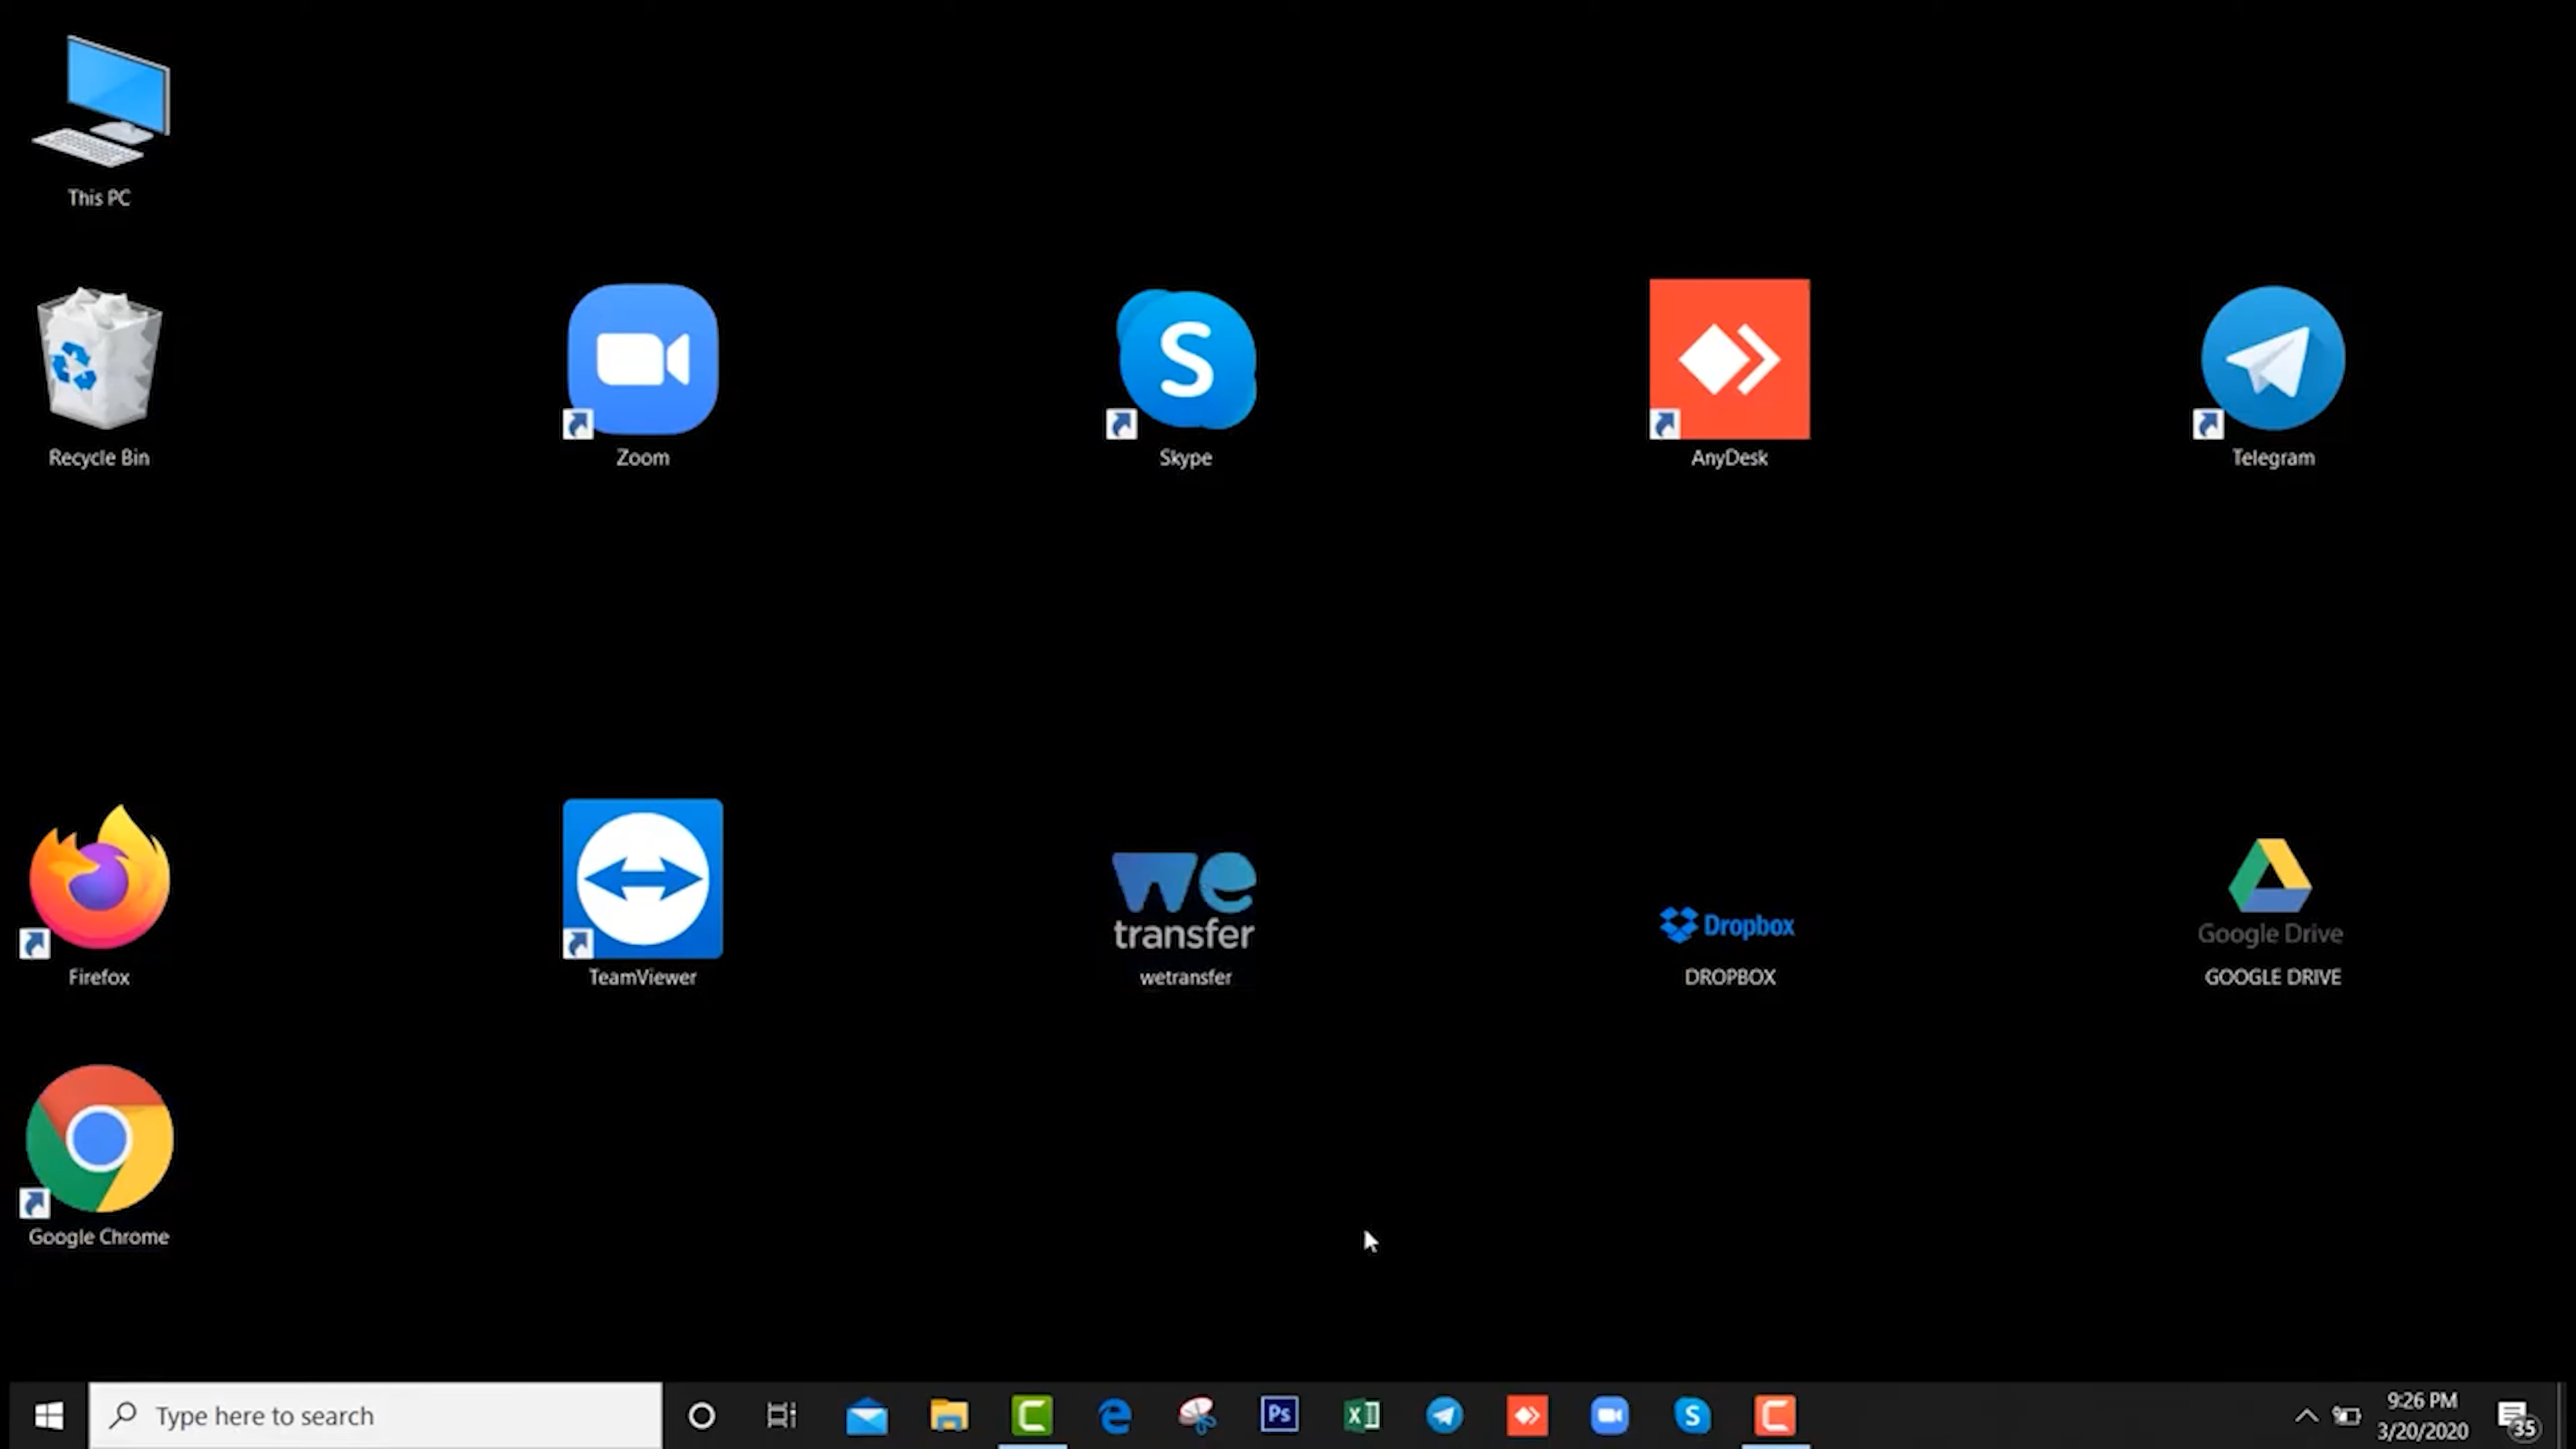 This PC
Recycle Bin
Zoom
S
Skype
AnyDesk
Telegram
Firefox
TeamViewer
we
transfer
wetransfer
Dropbox
DROPBOX
Google Drive
GOOGLE DRIVE
Google Chrome
Type here to search
Ps
X
S
9:26 PM
3/20/2020
35